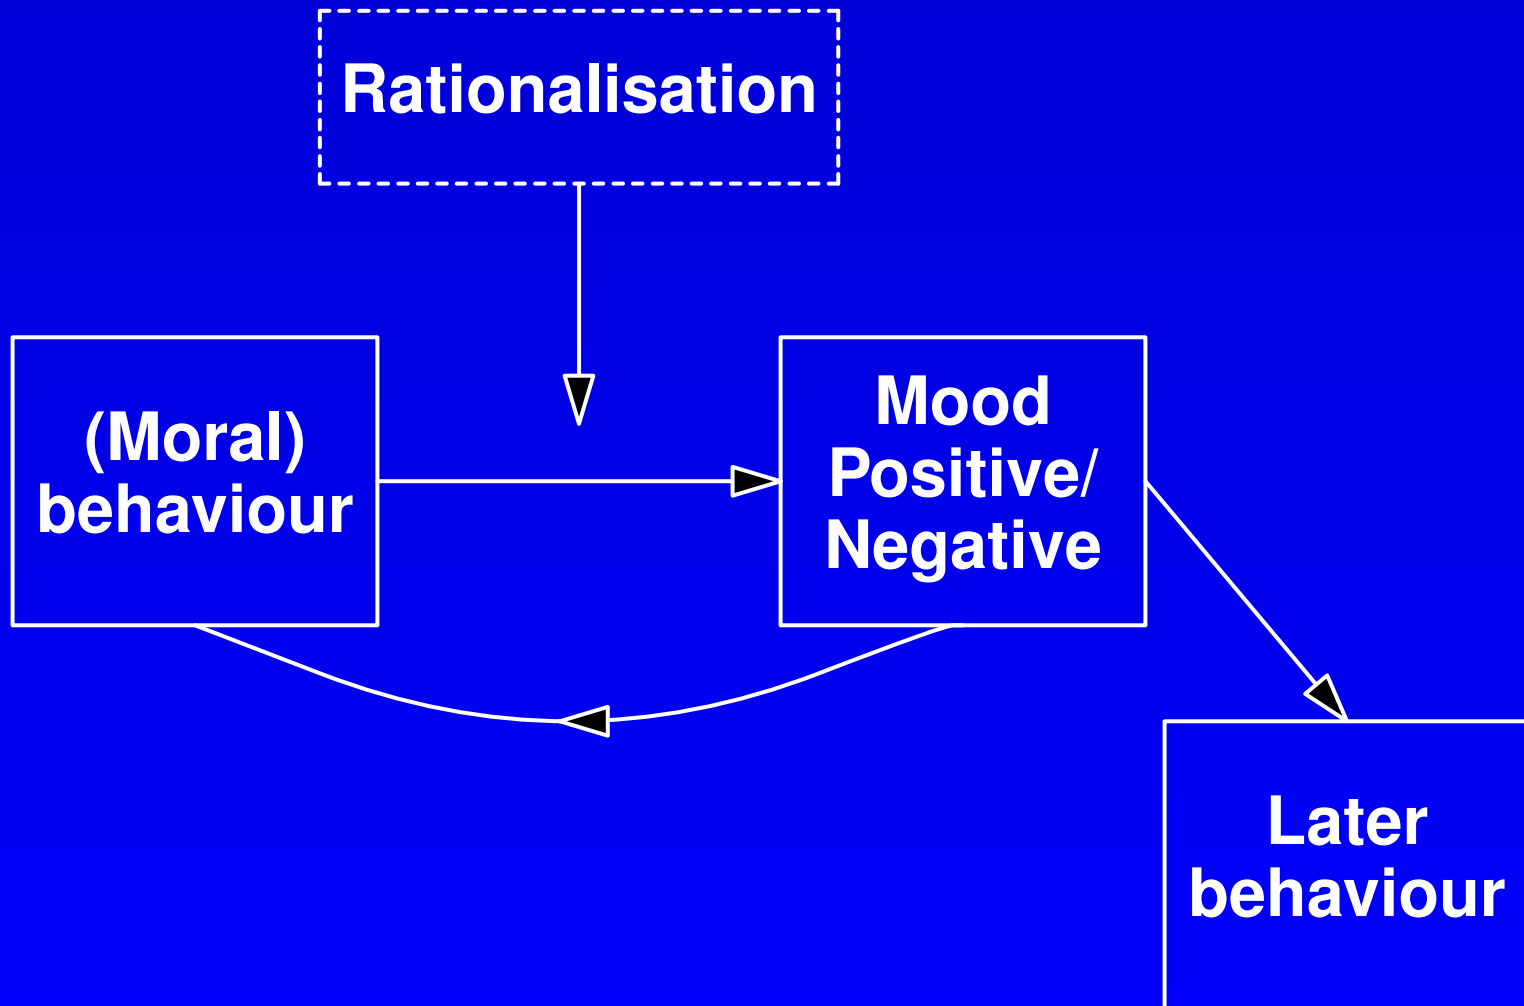 Rationalisation
(Moral)
behaviour
Mood
Positive/
Negative
Later
behaviour